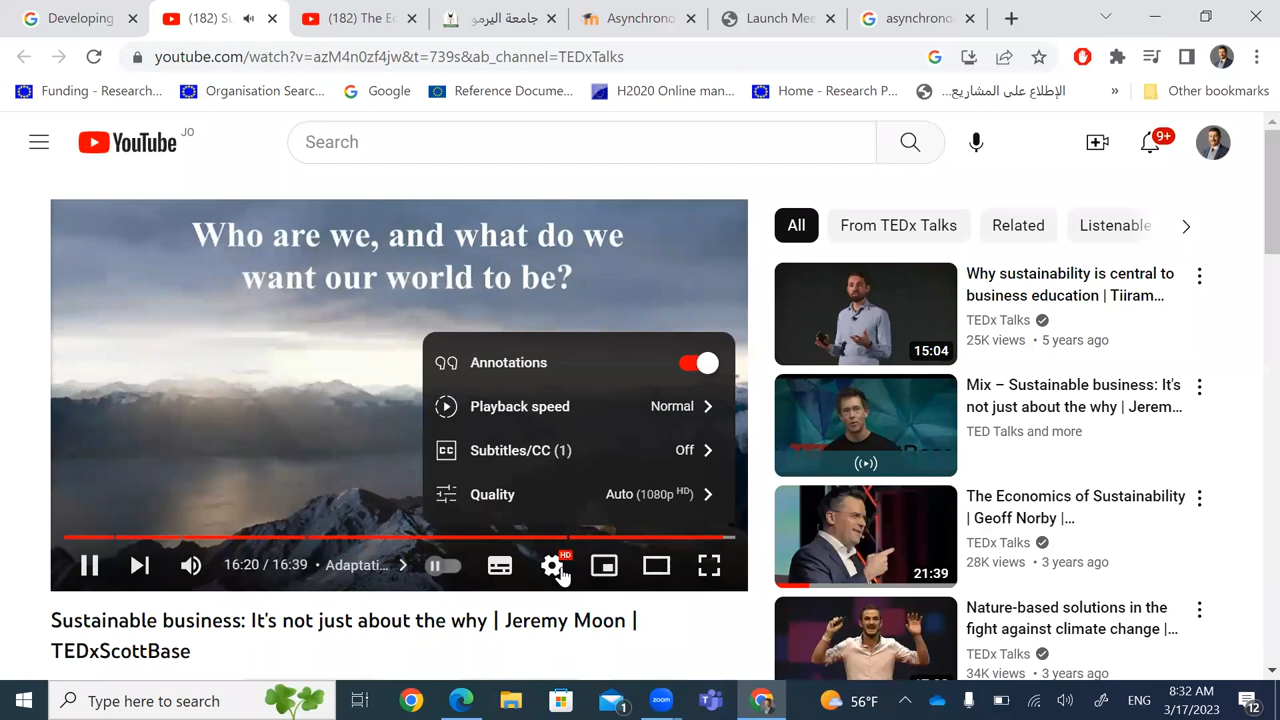 Developing
(182) Su
(182) The Ec
جامعة اليرمو
Asynchrono
Launch Mee
asynchrono
youtube.com/watch?v=azM4n0zf4jw&t=739s&ab_channel=TEDxTalks
Funding - Research...
Organisation Searc...
Google
Reference Docume...
H2020 Online man...
Home - Research P...
الإطلاع على المشاريع...
»
Other bookmarks
YouTube JO
Search
9+
Who are we, and what do we
want our world to be?
Annotations
Playback speed Normal
Subtitles/CC (1) Off
Quality Auto (1080p HD)
16:20 / 16:39 • Adaptati...
HD
Sustainable business: It's not just about the why | Jeremy Moon |
TEDxScottBase
All
From TEDx Talks
Related
Listenable
Why sustainability is central to
business education | Tiiram...
TEDx Talks
25K views • 5 years ago
15:04
Mix – Sustainable business: It's
not just about the why | Jeremy...
TED Talks and more
The Economics of Sustainability
| Geoff Norby |...
TEDx Talks
28K views • 3 years ago
21:39
Nature-based solutions in the
fight against climate change |...
TEDx Talks
34K views • 3 years ago
Type here to search
1
zoom
56°F
ENG
8:32 AM
3/17/2023
12